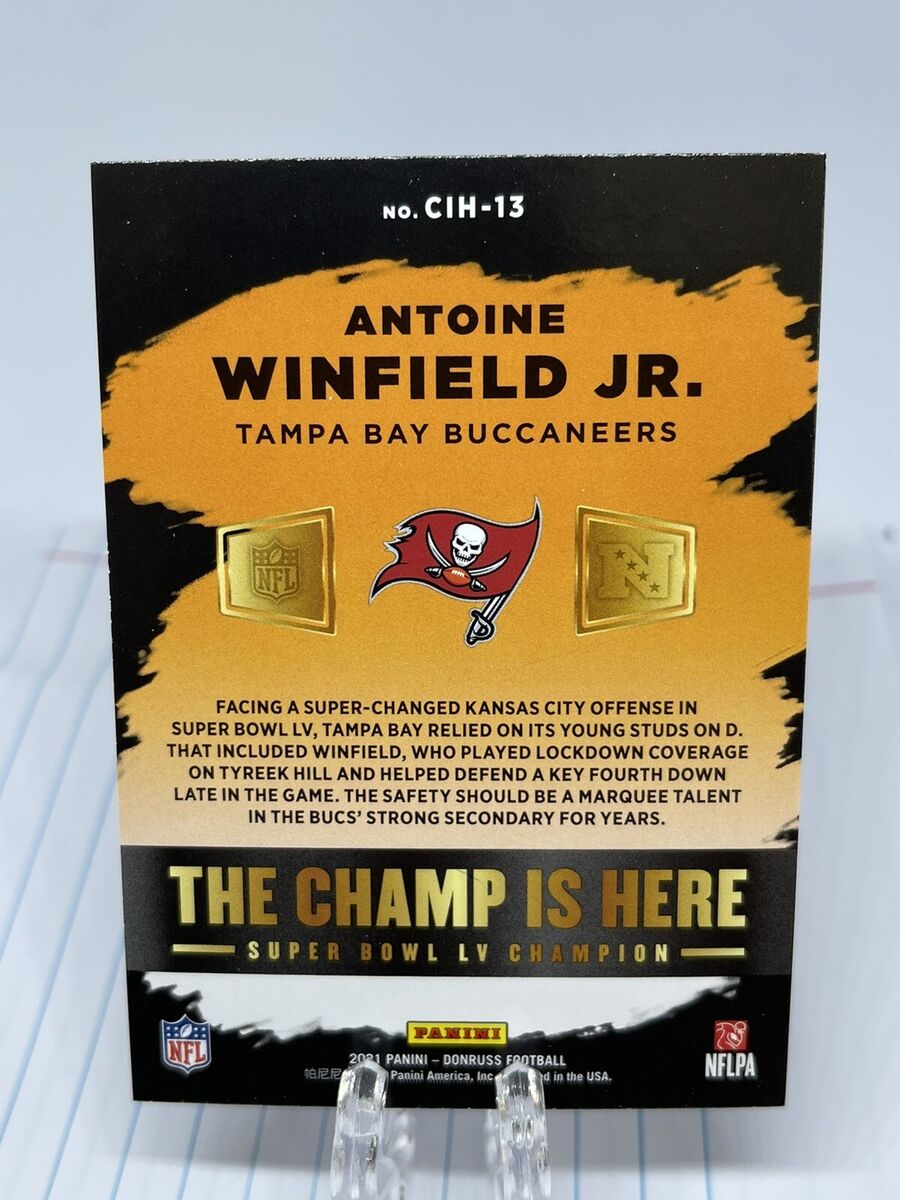 NO. CIH-13
ANTOINE
WINFIELD JR.
TAMPA BAY BUCCANEERS
NFL
N
FACING A SUPER-CHANGED KANSAS CITY OFFENSE IN
SUPER BOWL LV, TAMPA BAY RELIED ON ITS YOUNG STUDS ON D.
THAT INCLUDED WINFIELD, WHO PLAYED LOCKDOWN COVERAGE
ON TYREEK HILL AND HELPED DEFEND A KEY FOURTH DOWN
LATE IN THE GAME. THE SAFETY SHOULD BE A MARQUEE TALENT
IN THE BUCS' STRONG SECONDARY FOR YEARS.
THE CHAMP IS HERE
SUPER BOWL LV CHAMPION
PANINI
NFL
NFLPA
2021 PANINI – DONRUSS FOOTBALL
帕尼尼 Panini America, Inc. in the USA.